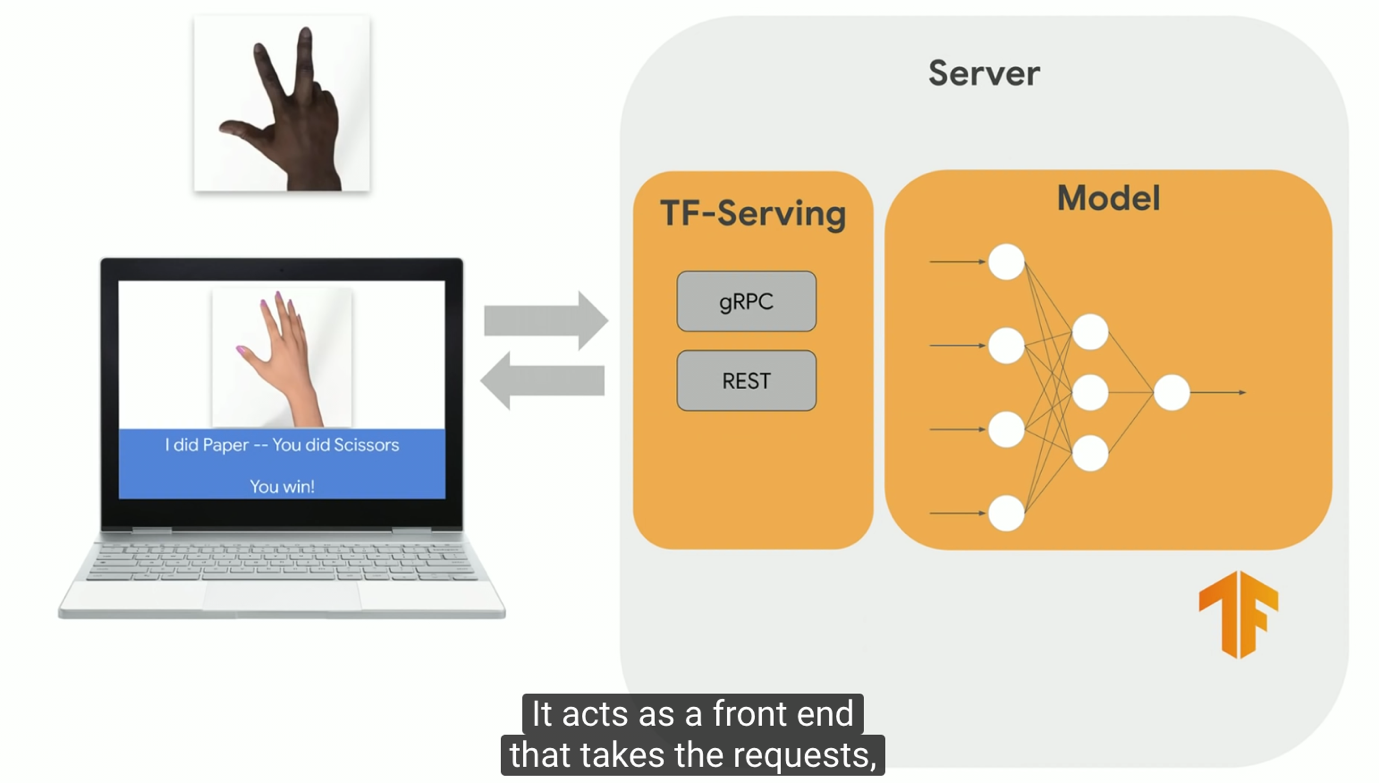 Server
TF-Serving
Model
gRPC
REST
I did Paper -- You did Scissors
You win!
It acts as a front end
that takes the requests,